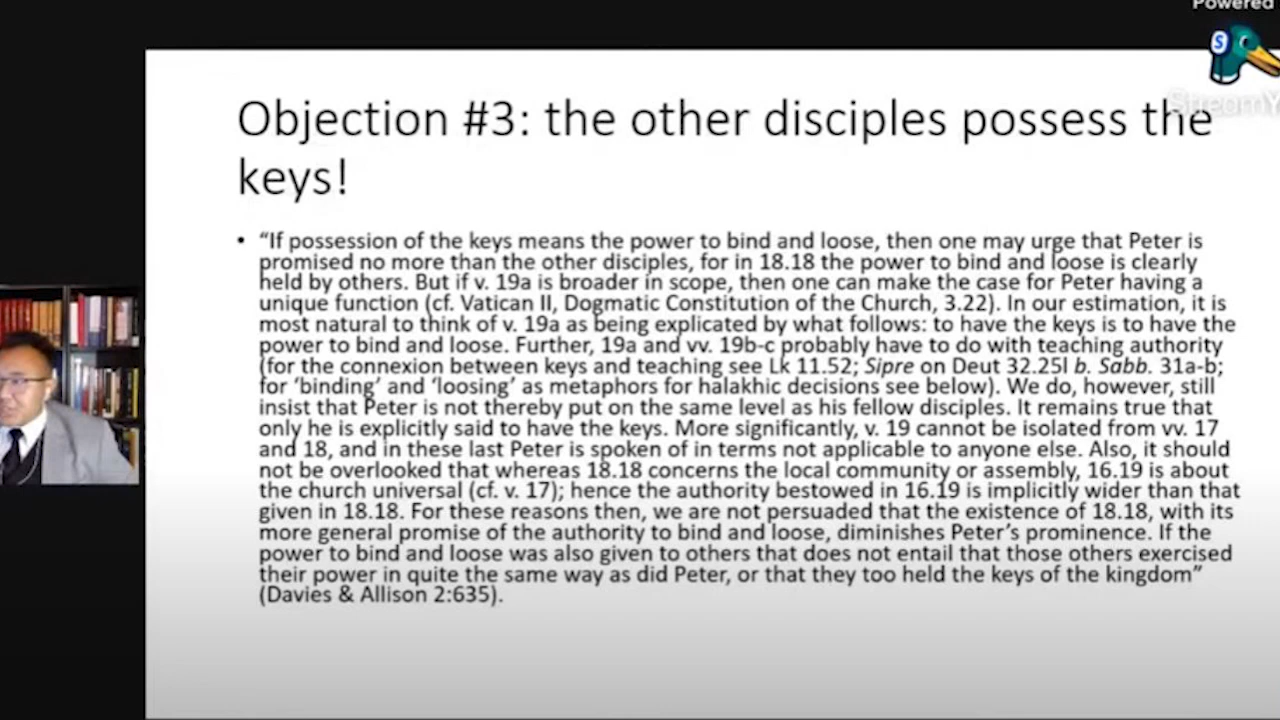 Powered
S
StreamY
Objection #3: the other disciples possess the
keys!
• “If possession of the keys means the power to bind and loose, then one may urge that Peter is
promised no more than the other disciples, for in 18.18 the power to bind and loose is clearly
held by others. But if v. 19a is broader in scope, then one can make the case for Peter having a
unique function (cf. Vatican II, Dogmatic Constitution of the Church, 3.22). In our estimation, it is
most natural to think of v. 19a as being explicated by what follows: to have the keys is to have the
power to bind and loose. Further, 19a and vv. 19b-c probably have to do with teaching authority
(for the connexion between keys and teaching see Lk 11.52; Sipre on Deut 32.25l b. Sabb. 31a-b;
for ‘binding’ and ‘loosing’ as metaphors for halakhic decisions see below). We do, however, still
insist that Peter is not thereby put on the same level as his fellow disciples. It remains true that
only he is explicitly said to have the keys. More significantly, v. 19 cannot be isolated from vv. 17
and 18, and in these last Peter is spoken of in terms not applicable to anyone else. Also, it should
not be overlooked that whereas 18.18 concerns the local community or assembly, 16.19 is about
the church universal (cf. v. 17); hence the authority bestowed in 16.19 is implicitly wider than that
given in 18.18. For these reasons then, we are not persuaded that the existence of 18.18, with its
more general promise of the authority to bind and loose, diminishes Peter’s prominence. If the
power to bind and loose was also given to others that does not entail that those others exercised
their power in quite the same way as did Peter, or that they too held the keys of the kingdom”
(Davies & Allison 2:635).